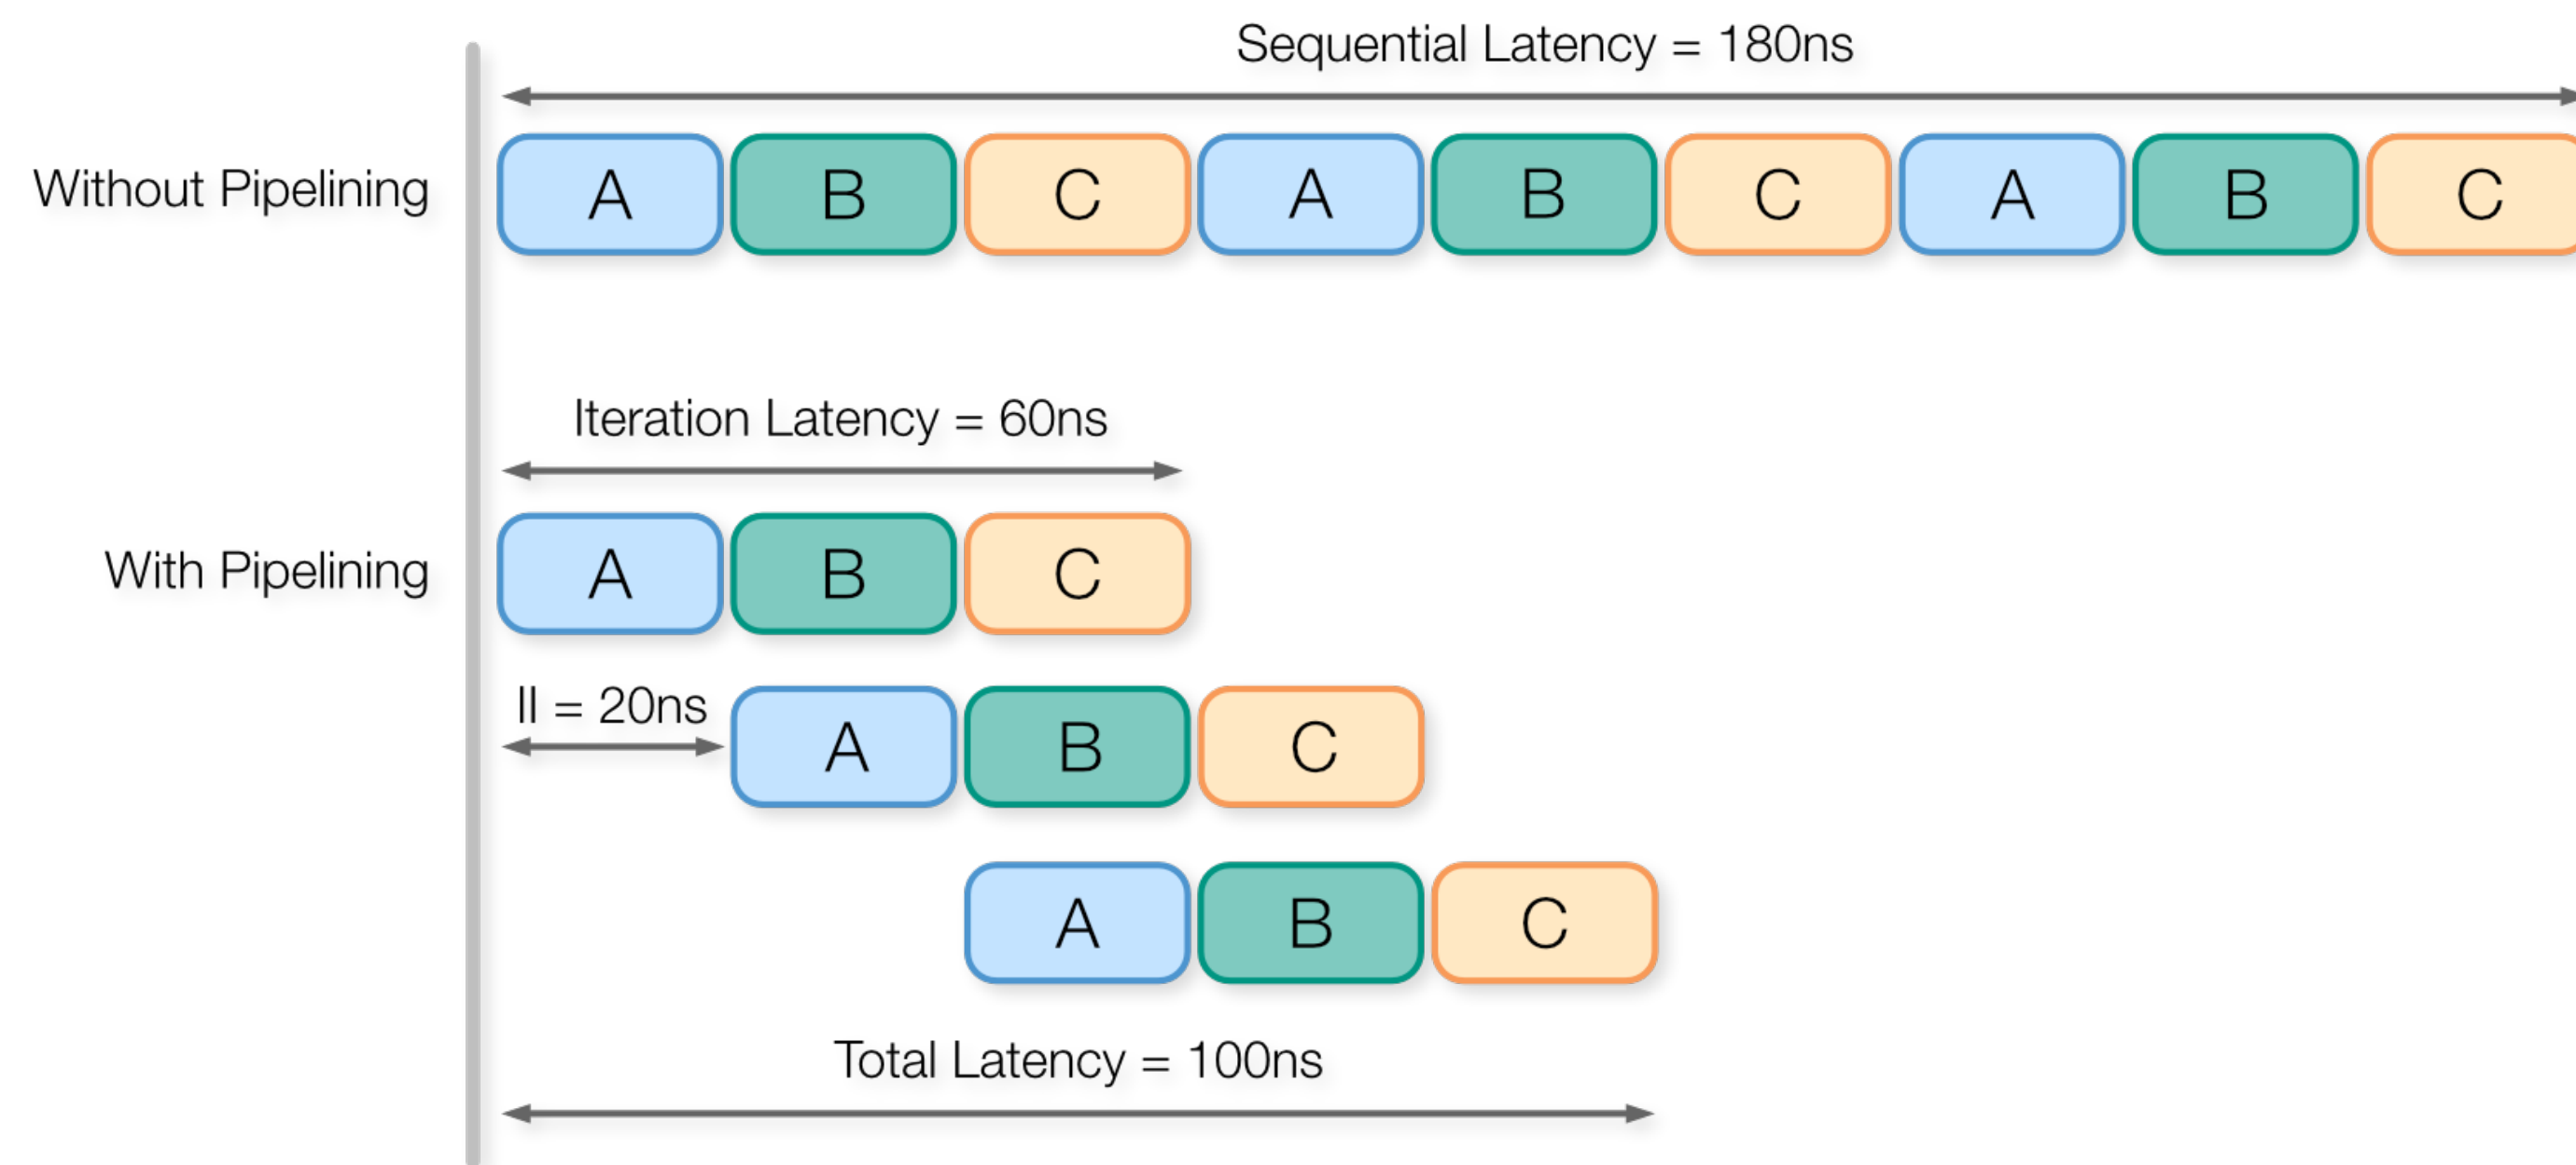 Sequential Latency = 180ns
Without Pipelining
A B C A B C A B C
Iteration Latency = 60ns
With Pipelining
A B C
II = 20ns
A B C
A B C
Total Latency = 100ns